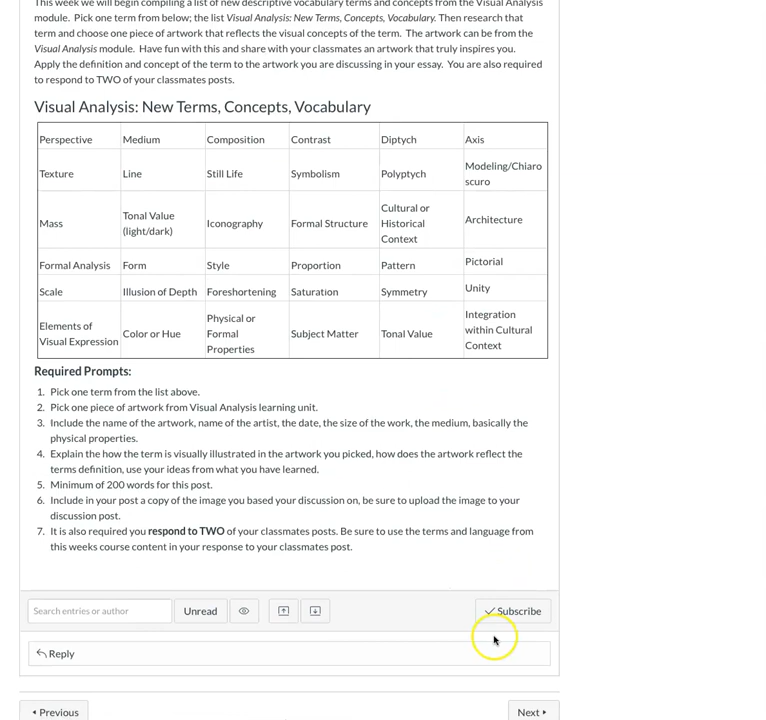 This week we will begin compiling a list of new descriptive vocabulary terms and concepts from the Visual Analysis
module. Pick one term from below; the list Visual Analysis: New Terms, Concepts, Vocabulary. Then research that
term and choose one piece of artwork that reflects the visual concepts of the term. The artwork can be from the
Visual Analysis module. Have fun with this and share with your classmates an artwork that truly inspires you.
Apply the definition and concept of the term to the artwork you are discussing in your essay. You are also required
to respond to TWO of your classmates posts.
Visual Analysis: New Terms, Concepts, Vocabulary
Perspective Medium Composition Contrast Diptych Axis
Texture Line Still Life Symbolism Polyptych Modeling/Chiaro
scuro
Mass Tonal Value
(light/dark) Iconography Formal Structure Cultural or
Historical
Context Architecture
Formal Analysis Form Style Proportion Pattern Pictorial
Scale Illusion of Depth Foreshortening Saturation Symmetry Unity
Elements of
Visual Expression Color or Hue Physical or
Formal
Properties Subject Matter Tonal Value Integration
within Cultural
Context
Required Prompts:
1. Pick one term from the list above.
2. Pick one piece of artwork from Visual Analysis learning unit.
3. Include the name of the artwork, name of the artist, the date, the size of the work, the medium, basically the
physical properties.
4. Explain the how the term is visually illustrated in the artwork you picked, how does the artwork reflect the
terms definition, use your ideas from what you have learned.
5. Minimum of 200 words for this post.
6. Include in your post a copy of the image you based your discussion on, be sure to upload the image to your
discussion post.
7. It is also required you respond to TWO of your classmates posts. Be sure to use the terms and language from
this weeks course content in your response to your classmates post.
Search entries or author Unread Subscribe
Reply
Previous Next